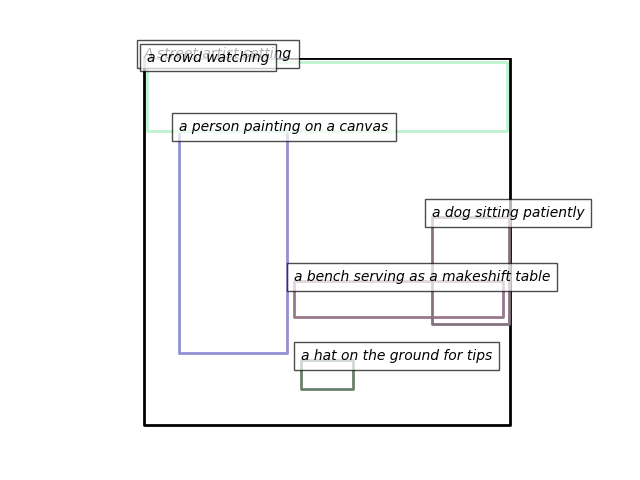 A street artist setting
a crowd watching
a person painting on a canvas
a dog sitting patiently
a bench serving as a makeshift table
a hat on the ground for tips